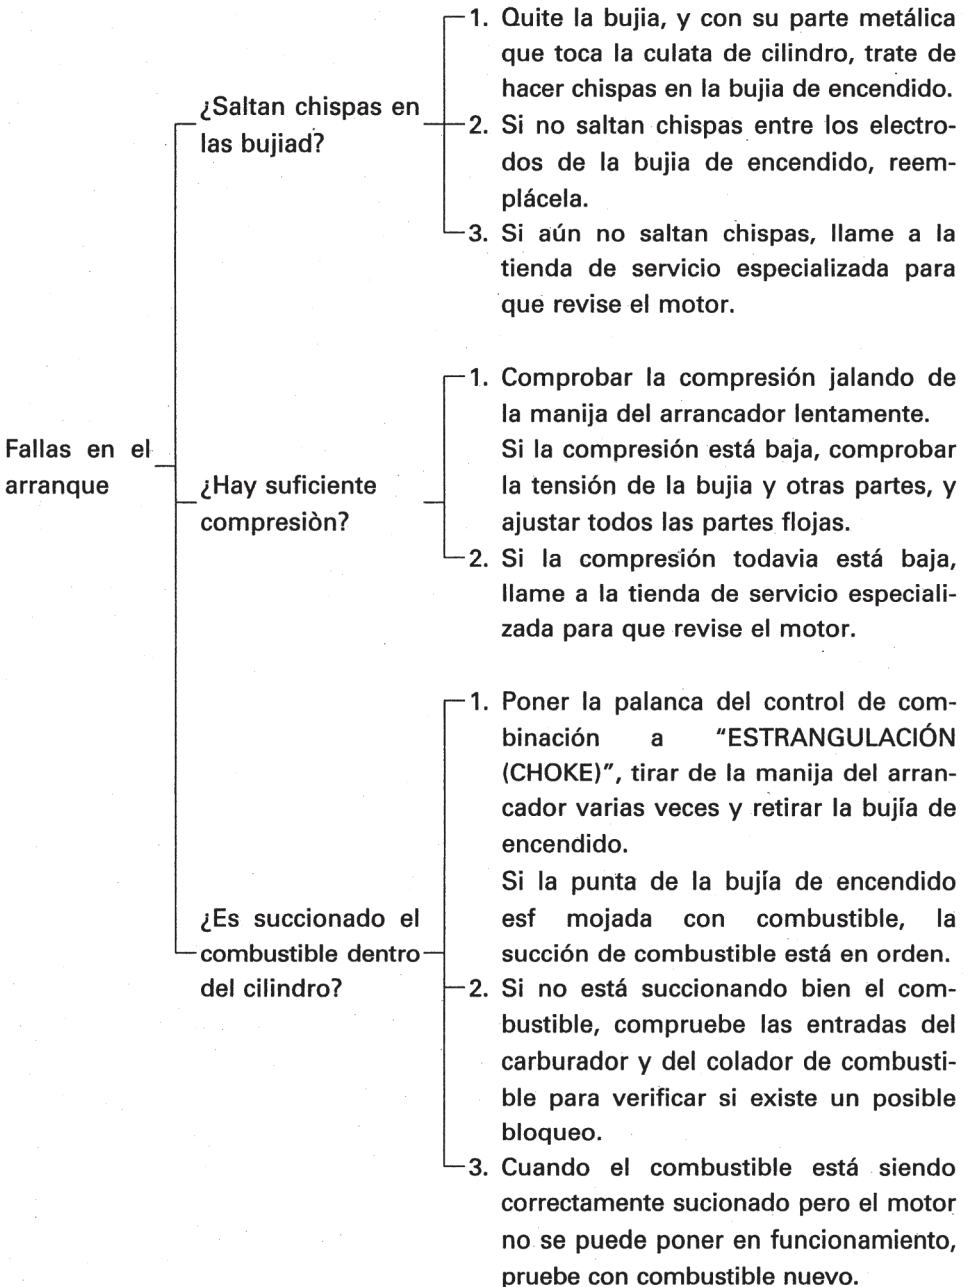 Fallas en el
arranque
¿Saltan chispas en
las bujiad?
1. Quite la bujia, y con su parte metálica
que toca la culata de cilindro, trate de
hacer chispas en la bujia de encendido.
2. Si no saltan chispas entre los electro-
dos de la bujia de encendido, reem-
plácela.
3. Si aún no saltan chispas, llame a la
tienda de servicio especializada para
que revise el motor.
¿Hay suficiente
compresiòn?
1. Comprobar la compresión jalando de
la manija del arrancador lentamente.
Si la compresión está baja, comprobar
la tensión de la bujia y otras partes, y
ajustar todos las partes flojas.
2. Si la compresión todavia está baja,
llame a la tienda de servicio especiali-
zada para que revise el motor.
¿Es succionado el
combustible dentro
del cilindro?
1. Poner la palanca del control de com-
binación a "ESTRANGULACIÓN
(CHOKE)", tirar de la manija del arran-
cador varias veces y retirar la bujía de
encendido.
Si la punta de la bujía de encendido
esf mojada con combustible, la
succión de combustible está en orden.
2. Si no está succionando bien el com-
bustible, compruebe las entradas del
carburador y del colador de combusti-
ble para verificar si existe un posible
bloqueo.
3. Cuando el combustible está siendo
correctamente sucionado pero el motor
no se puede poner en funcionamiento,
pruebe con combustible nuevo.